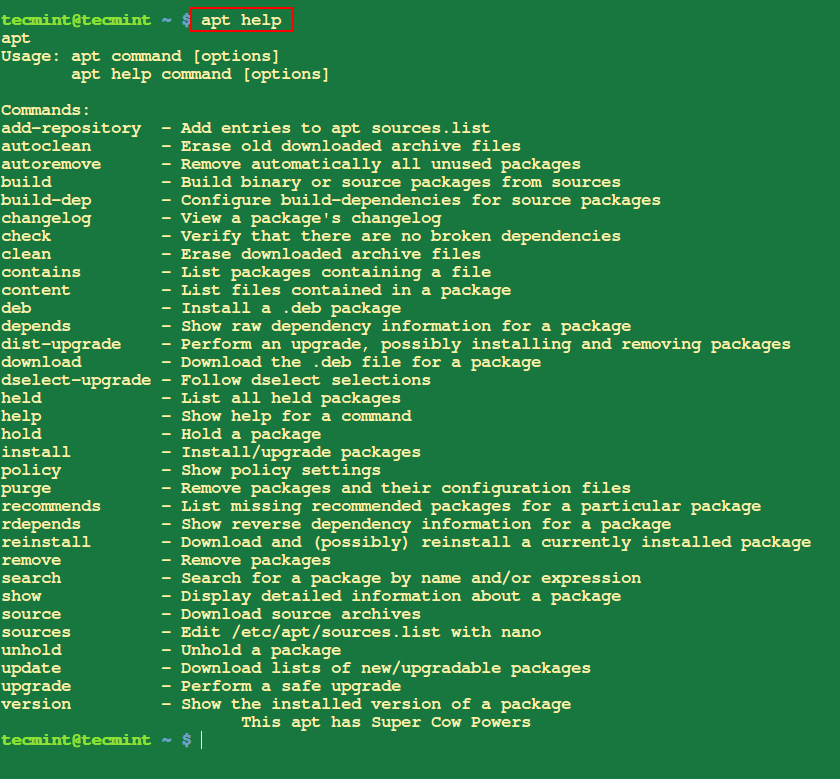 tecmint@tecmint ~ $ apt help
apt
Usage: apt command [options]
       apt help command [options]

Commands:
add-repository  - Add entries to apt sources.list
autoclean       - Erase old downloaded archive files
autoremove      - Remove automatically all unused packages
build           - Build binary or source packages from sources
build-dep       - Configure build-dependencies for source packages
changelog       - View a package's changelog
check           - Verify that there are no broken dependencies
clean           - Erase downloaded archive files
contains        - List packages containing a file
content         - List files contained in a package
deb             - Install a .deb package
depends         - Show raw dependency information for a package
dist-upgrade    - Perform an upgrade, possibly installing and removing packages
download        - Download the .deb file for a package
dselect-upgrade - Follow dselect selections
held            - List all held packages
help            - Show help for a command
hold            - Hold a package
install         - Install/upgrade packages
policy          - Show policy settings
purge           - Remove packages and their configuration files
recommends      - List missing recommended packages for a particular package
rdepends        - Show reverse dependency information for a package
reinstall       - Download and (possibly) reinstall a currently installed package
remove          - Remove packages
search          - Search for a package by name and/or expression
show            - Display detailed information about a package
source          - Download source archives
sources         - Edit /etc/apt/sources.list with nano
unhold          - Unhold a package
update          - Download lists of new/upgradable packages
upgrade         - Perform a safe upgrade
version         - Show the installed version of a package
                        This apt has Super Cow Powers
tecmint@tecmint ~ $